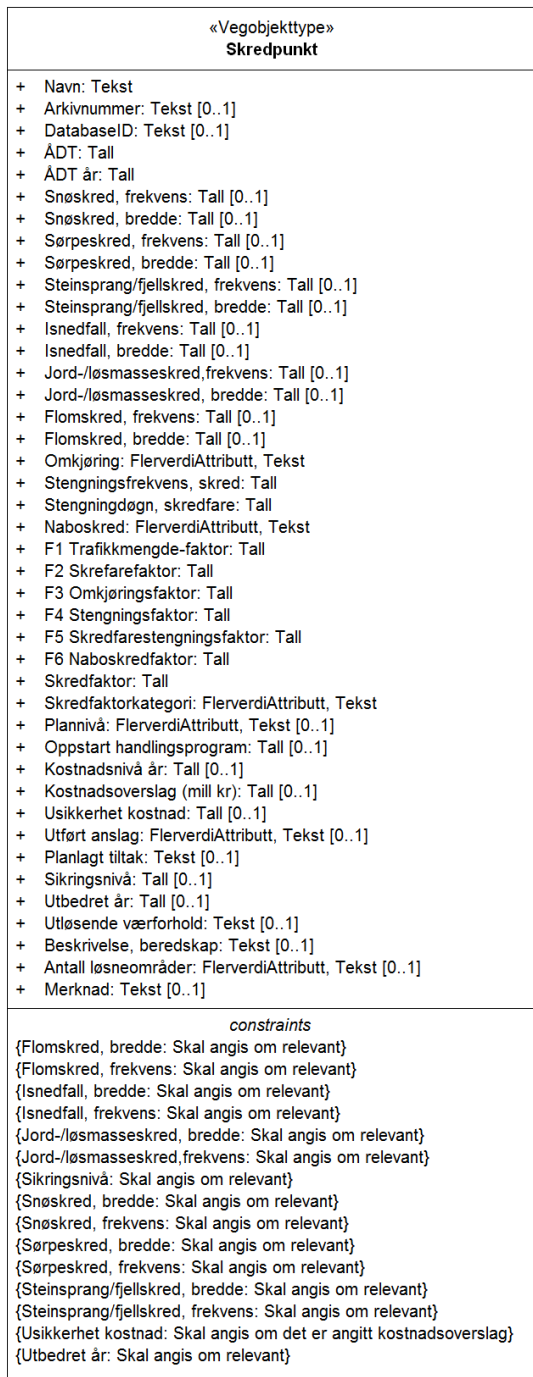 «Vegobjekttype»
Skredpunkt
+ Navn: Tekst
+ Arkivnummer: Tekst [0..1]
+ DatabaseID: Tekst [0..1]
+ ÅDT: Tall
+ ÅDT år: Tall
+ Snøskred, frekvens: Tall [0..1]
+ Snøskred, bredde: Tall [0..1]
+ Sørpeskred, frekvens: Tall [0..1]
+ Sørpeskred, bredde: Tall [0..1]
+ Steinsprang/fjellskred, frekvens: Tall [0..1]
+ Steinsprang/fjellskred, bredde: Tall [0..1]
+ Isnedfall, frekvens: Tall [0..1]
+ Isnedfall, bredde: Tall [0..1]
+ Jord-/løsmasseskred,frekvens: Tall [0..1]
+ Jord-/løsmasseskred, bredde: Tall [0..1]
+ Flomskred, frekvens: Tall [0..1]
+ Flomskred, bredde: Tall [0..1]
+ Omkjøring: FlerverdiAttributt, Tekst
+ Stengningsfrekvens, skred: Tall
+ Stengningdøgn, skredfare: Tall
+ Naboskred: FlerverdiAttributt, Tekst
+ F1 Trafikkmengde-faktor: Tall
+ F2 Skrefarefaktor: Tall
+ F3 Omkjøringsfaktor: Tall
+ F4 Stengningsfaktor: Tall
+ F5 Skredfarestengningsfaktor: Tall
+ F6 Naboskredfaktor: Tall
+ Skredfaktor: Tall
+ Skredfaktorkategori: FlerverdiAttributt, Tekst
+ Plannivå: FlerverdiAttributt, Tekst [0..1]
+ Oppstart handlingsprogram: Tall [0..1]
+ Kostnadsnivå år: Tall [0..1]
+ Kostnadsoverslag (mill kr): Tall [0..1]
+ Usikkerhet kostnad: Tall [0..1]
+ Utført anslag: FlerverdiAttributt, Tekst [0..1]
+ Planlagt tiltak: Tekst [0..1]
+ Sikringsnivå: Tall [0..1]
+ Utbedret år: Tall [0..1]
+ Utløsende værforhold: Tekst [0..1]
+ Beskrivelse, beredskap: Tekst [0..1]
+ Antall løsneområder: FlerverdiAttributt, Tekst [0..1]
+ Merknad: Tekst [0..1]
constraints
{Flomskred, bredde: Skal angis om relevant}
{Flomskred, frekvens: Skal angis om relevant}
{Isnedfall, bredde: Skal angis om relevant}
{Isnedfall, frekvens: Skal angis om relevant}
{Jord-/løsmasseskred, bredde: Skal angis om relevant}
{Jord-/løsmasseskred,frekvens: Skal angis om relevant}
{Sikringsnivå: Skal angis om relevant}
{Snøskred, bredde: Skal angis om relevant}
{Snøskred, frekvens: Skal angis om relevant}
{Sørpeskred, bredde: Skal angis om relevant}
{Sørpeskred, frekvens: Skal angis om relevant}
{Steinsprang/fjellskred, bredde: Skal angis om relevant}
{Steinsprang/fjellskred, frekvens: Skal angis om relevant}
{Usikkerhet kostnad: Skal angis om det er angitt kostnadsoverslag}
{Utbedret år: Skal angis om relevant}